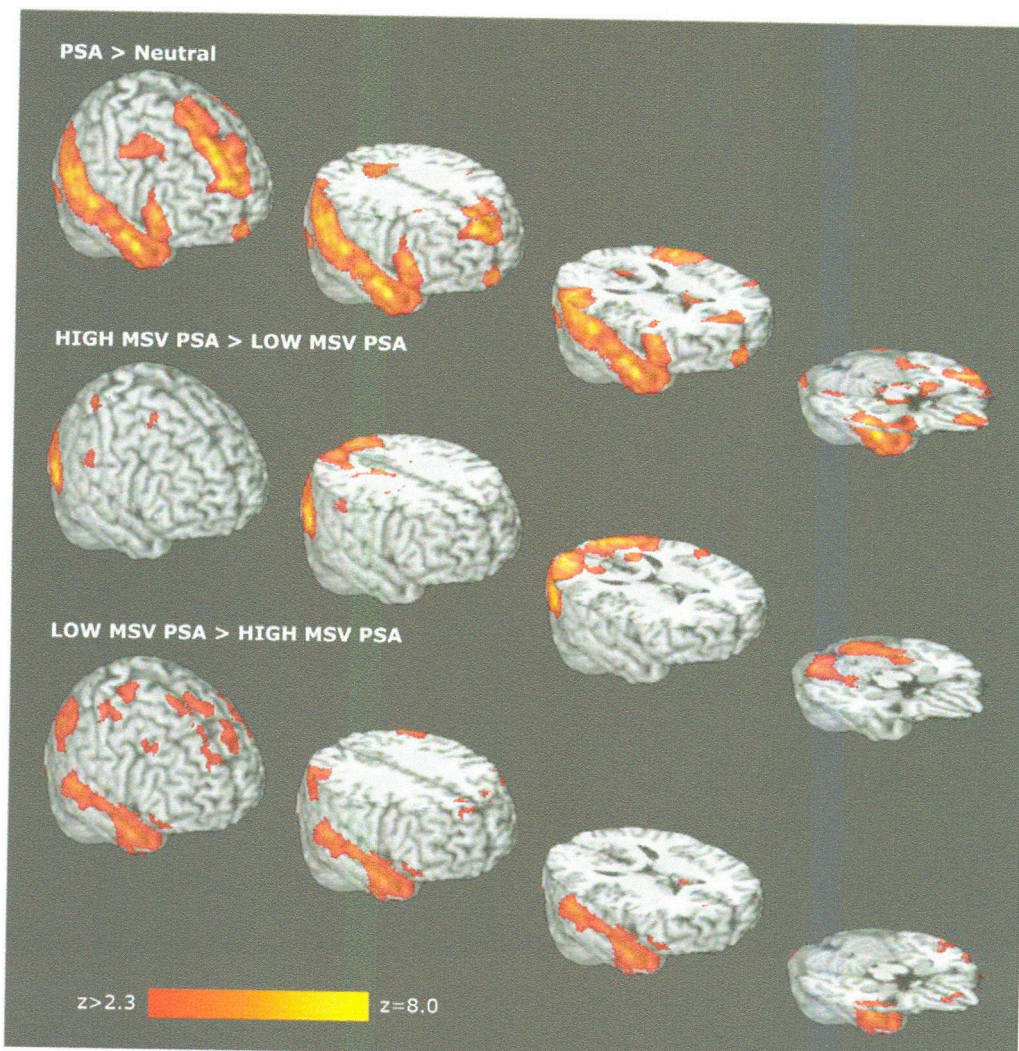 PSA > Neutral
HIGH MSV PSA > LOW MSV PSA
LOW MSV PSA > HIGH MSV PSA
z>2.3 z=8.0